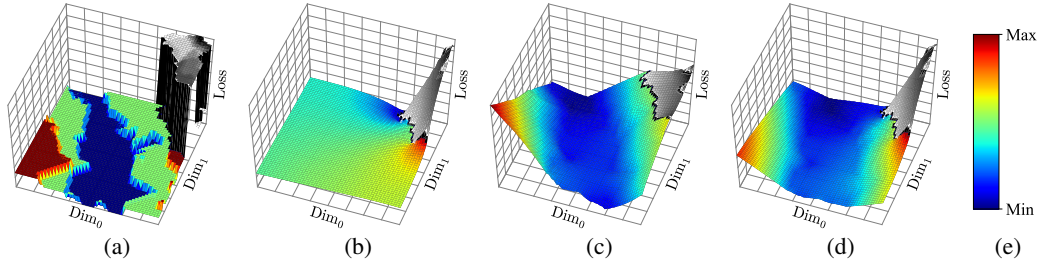 Loss
Dim₁
Dim₀
(a)
Loss
Dim₁
Dim₀
(b)
Loss
Dim₁
Dim₀
(c)
Loss
Dim₁
Dim₀
(d)
Max
Min
(e)